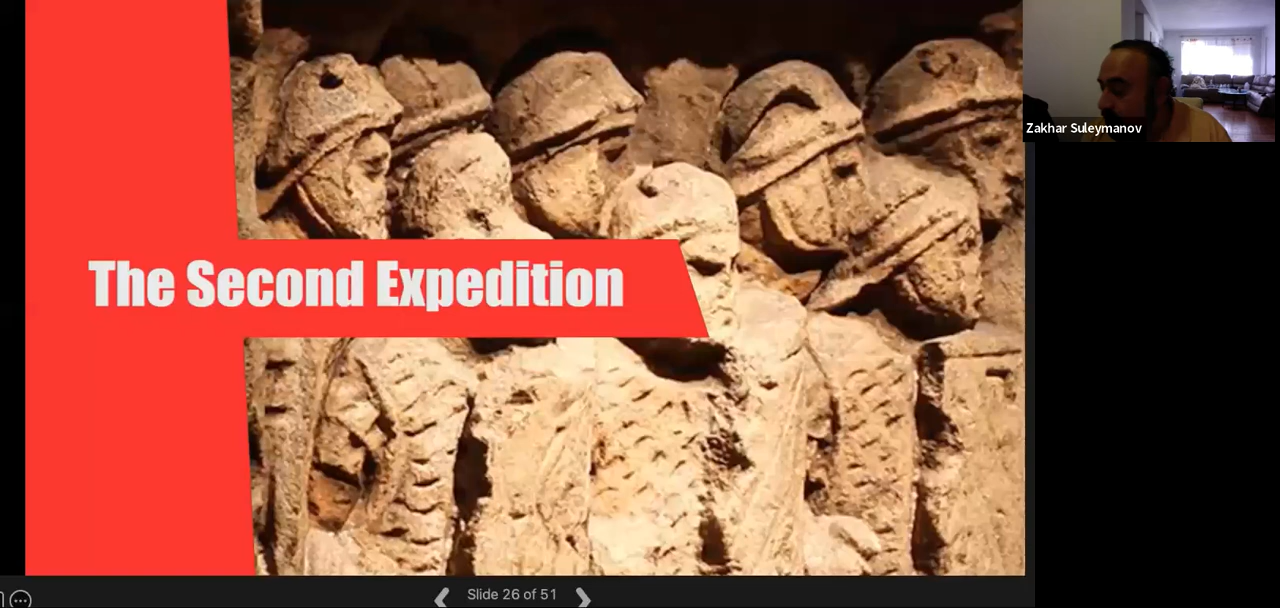 The Second Expedition
Zakhar Suleymanov
Slide 26 of 51